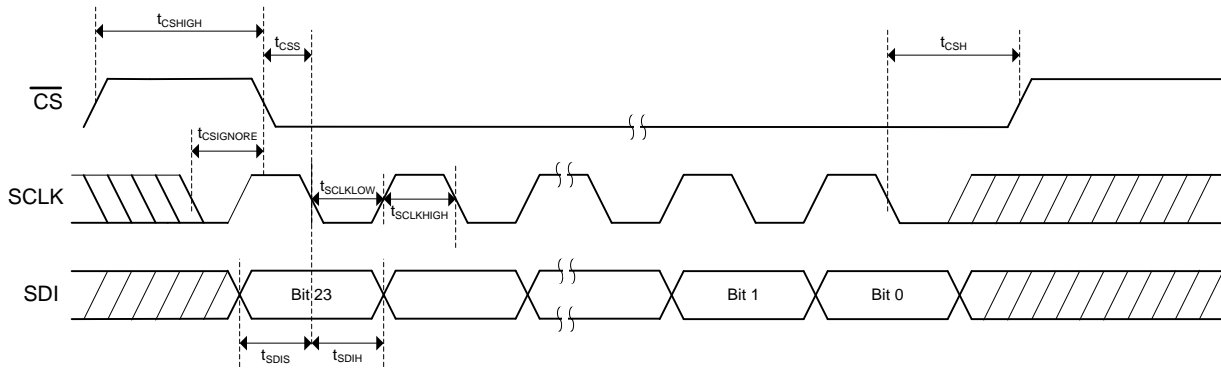 tCSHIGH
tCSS
tCSH
CS
tCSIGNORE
SCLK
tSCLKLOW
tSCLKHIGH
SDI
Bit 23
Bit 1
Bit 0
tSDIS
tSDIH